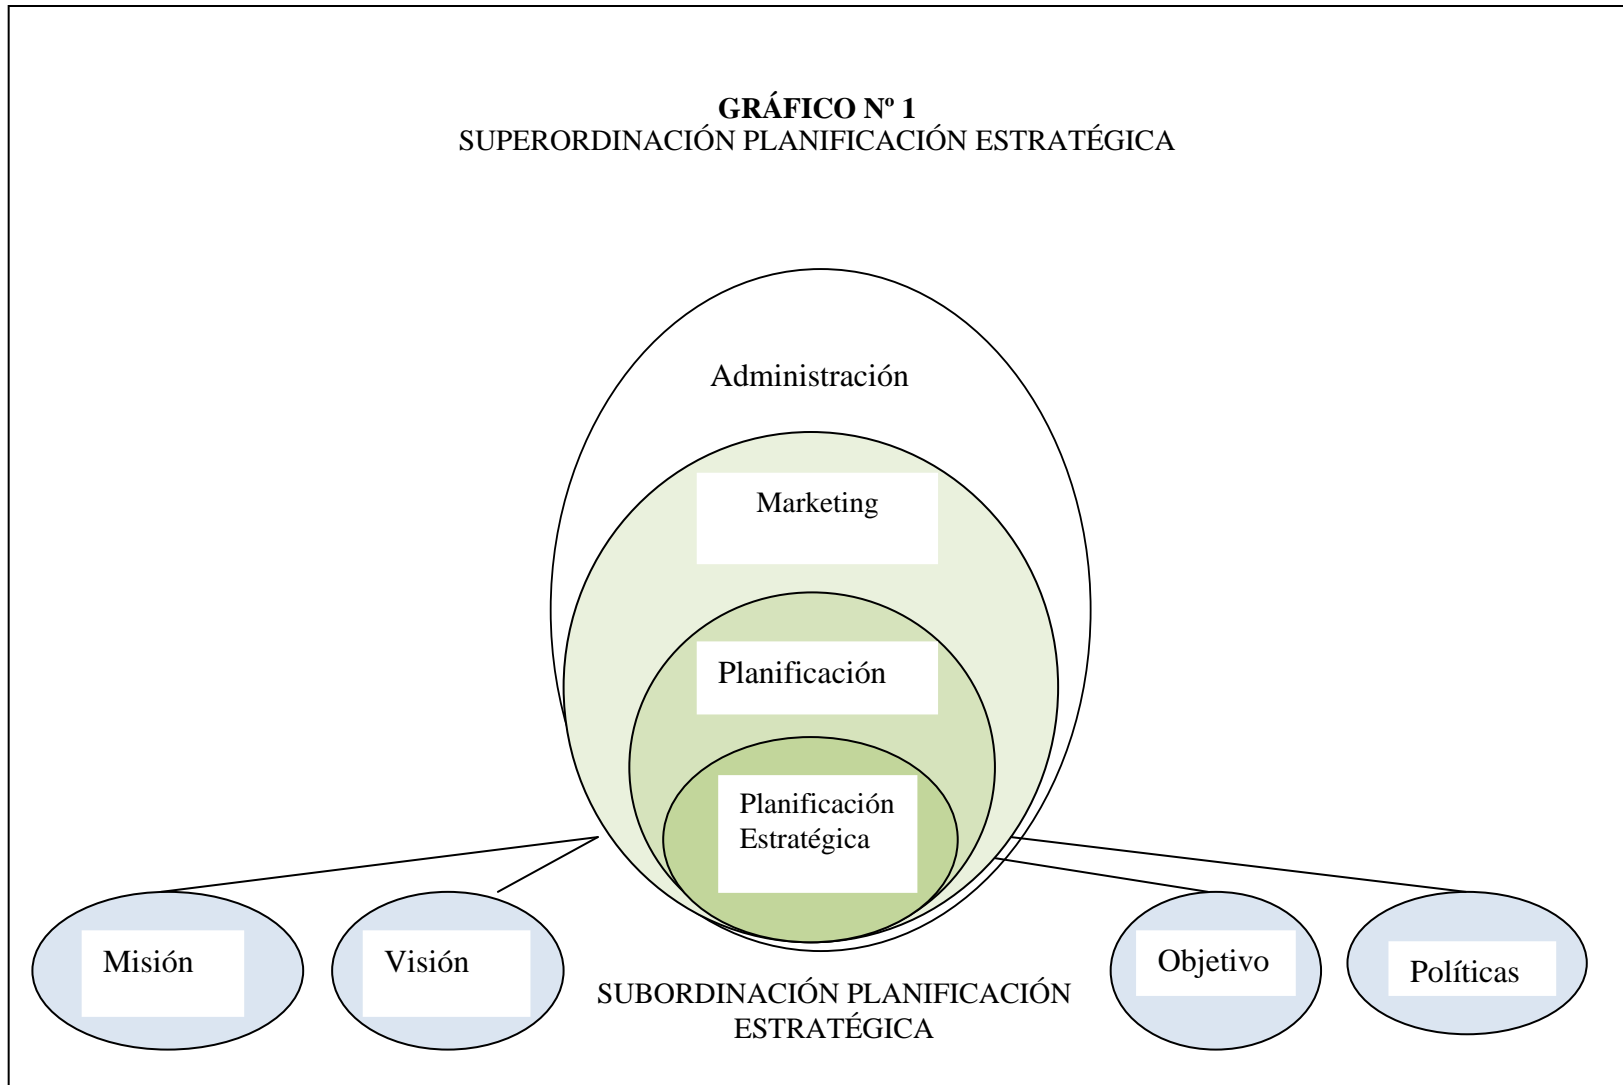 GRÁFICO Nº 1
SUPERORDINACIÓN PLANIFICACIÓN ESTRATÉGICA
Administración
Marketing
Planificación
Planificación
Estratégica
Misión
Visión
Objetivo
Políticas
SUBORDINACIÓN PLANIFICACIÓN
ESTRATÉGICA